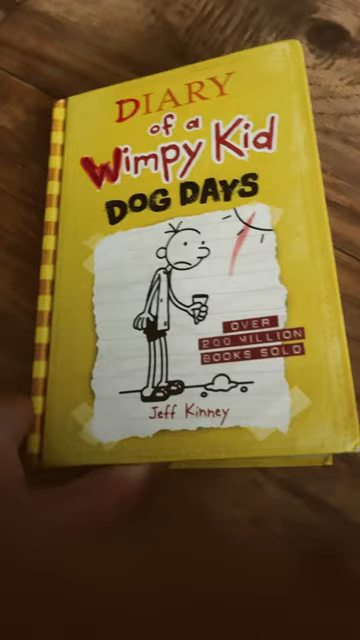 DIARY
of a
Wimpy Kid
DOG DAYS
OVER
200 MILLION
BOOKS SOLD
Jeff Kinney